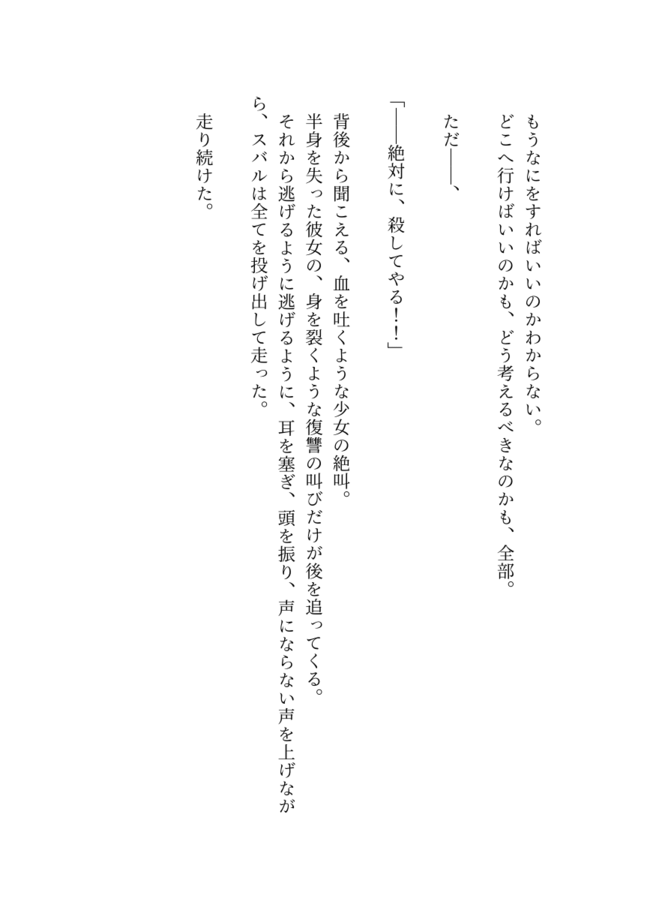 もうなにをすればいいのかわからない。
どこへ行けばいいのかも、どう考えるべきなのかも、全部。
ただ――、
「――絶対に、殺してやる！！」
背後から聞こえる、血を吐くような少女の絶叫。
半身を失った彼女の、身を裂くような復讐の叫びだけが後を追ってくる。
それから逃げるように逃げるように、耳を塞ぎ、頭を振り、声にならない声を上げなが
ら、スバルは全てを投げ出して走った。
走り続けた。